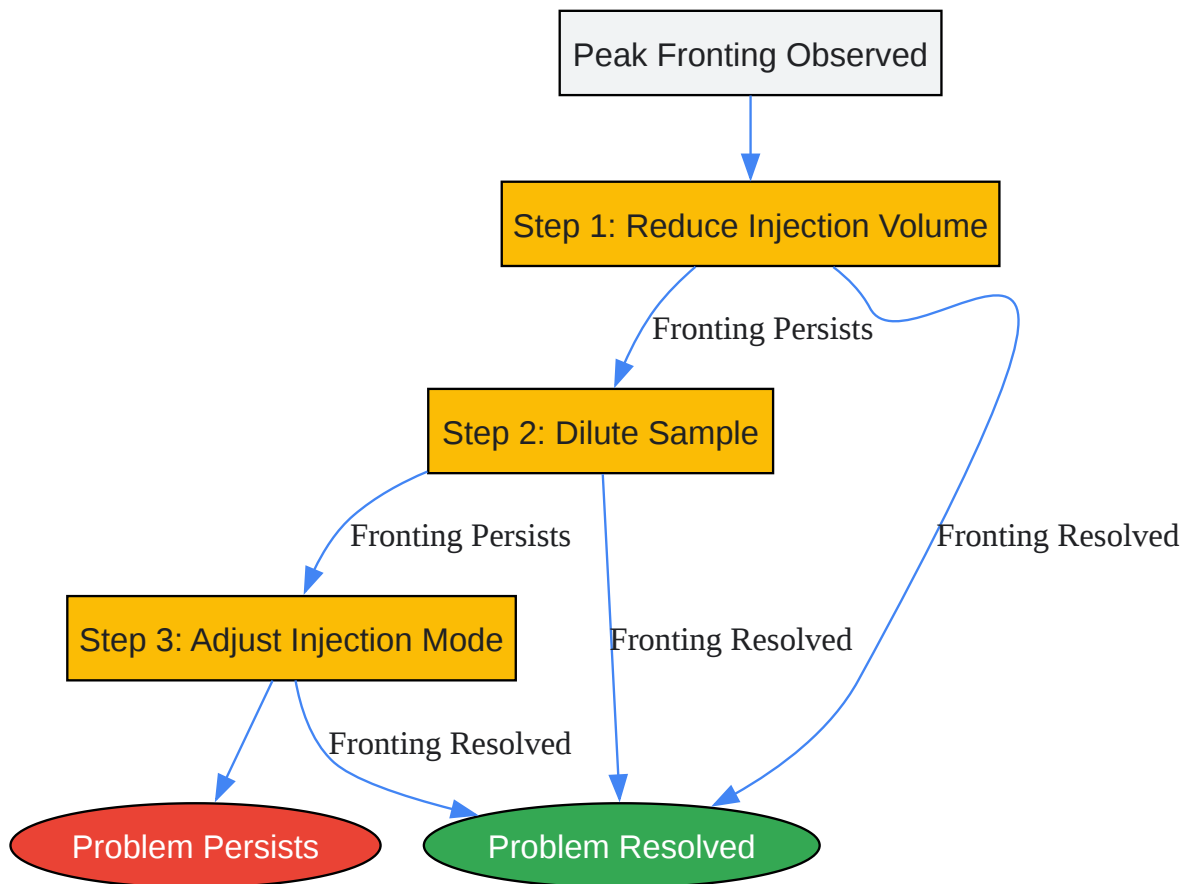 Peak Fronting Observed
Step 1: Reduce Injection Volume
Fronting Persists
Step 2: Dilute Sample
Fronting Persists
Fronting Resolved
Step 3: Adjust Injection Mode
Fronting Resolved
Fronting Resolved
Problem Persists
Problem Resolved